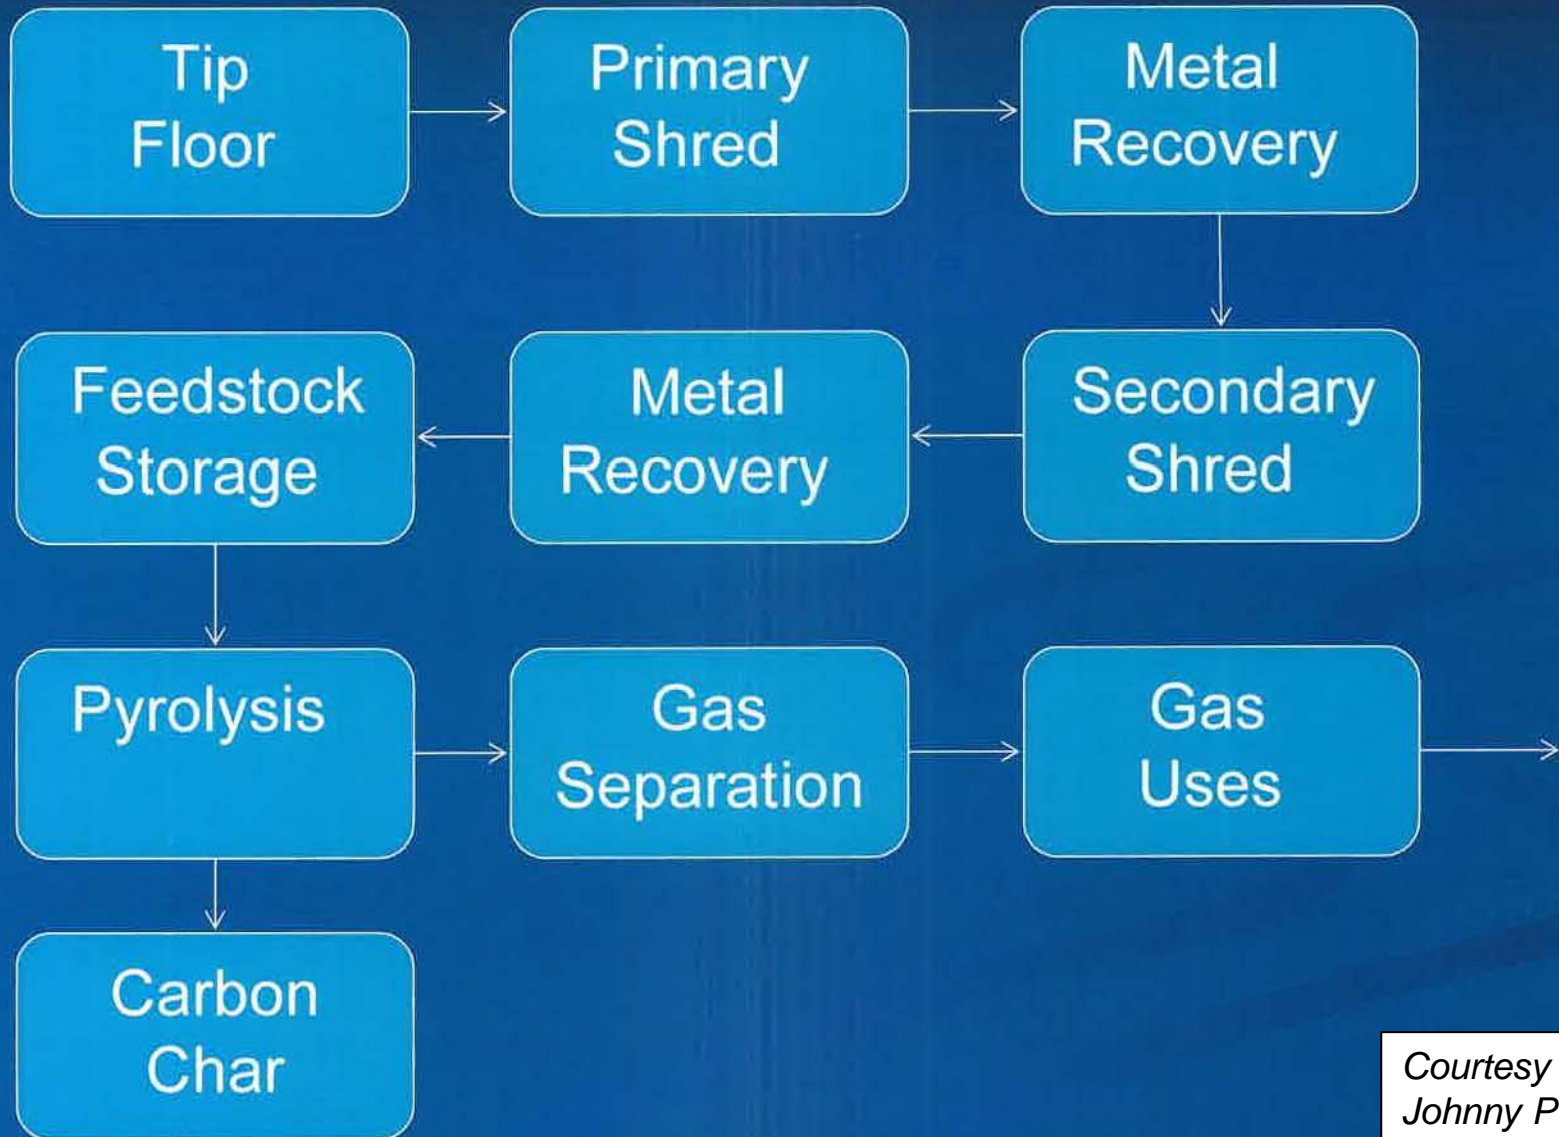 Tip
Floor
Primary
Shred
Metal
Recovery
Feedstock
Storage
Metal
Recovery
Secondary
Shred
Pyrolysis
Gas
Separation
Gas
Uses
Carbon
Char
Courtesy
Johnny P